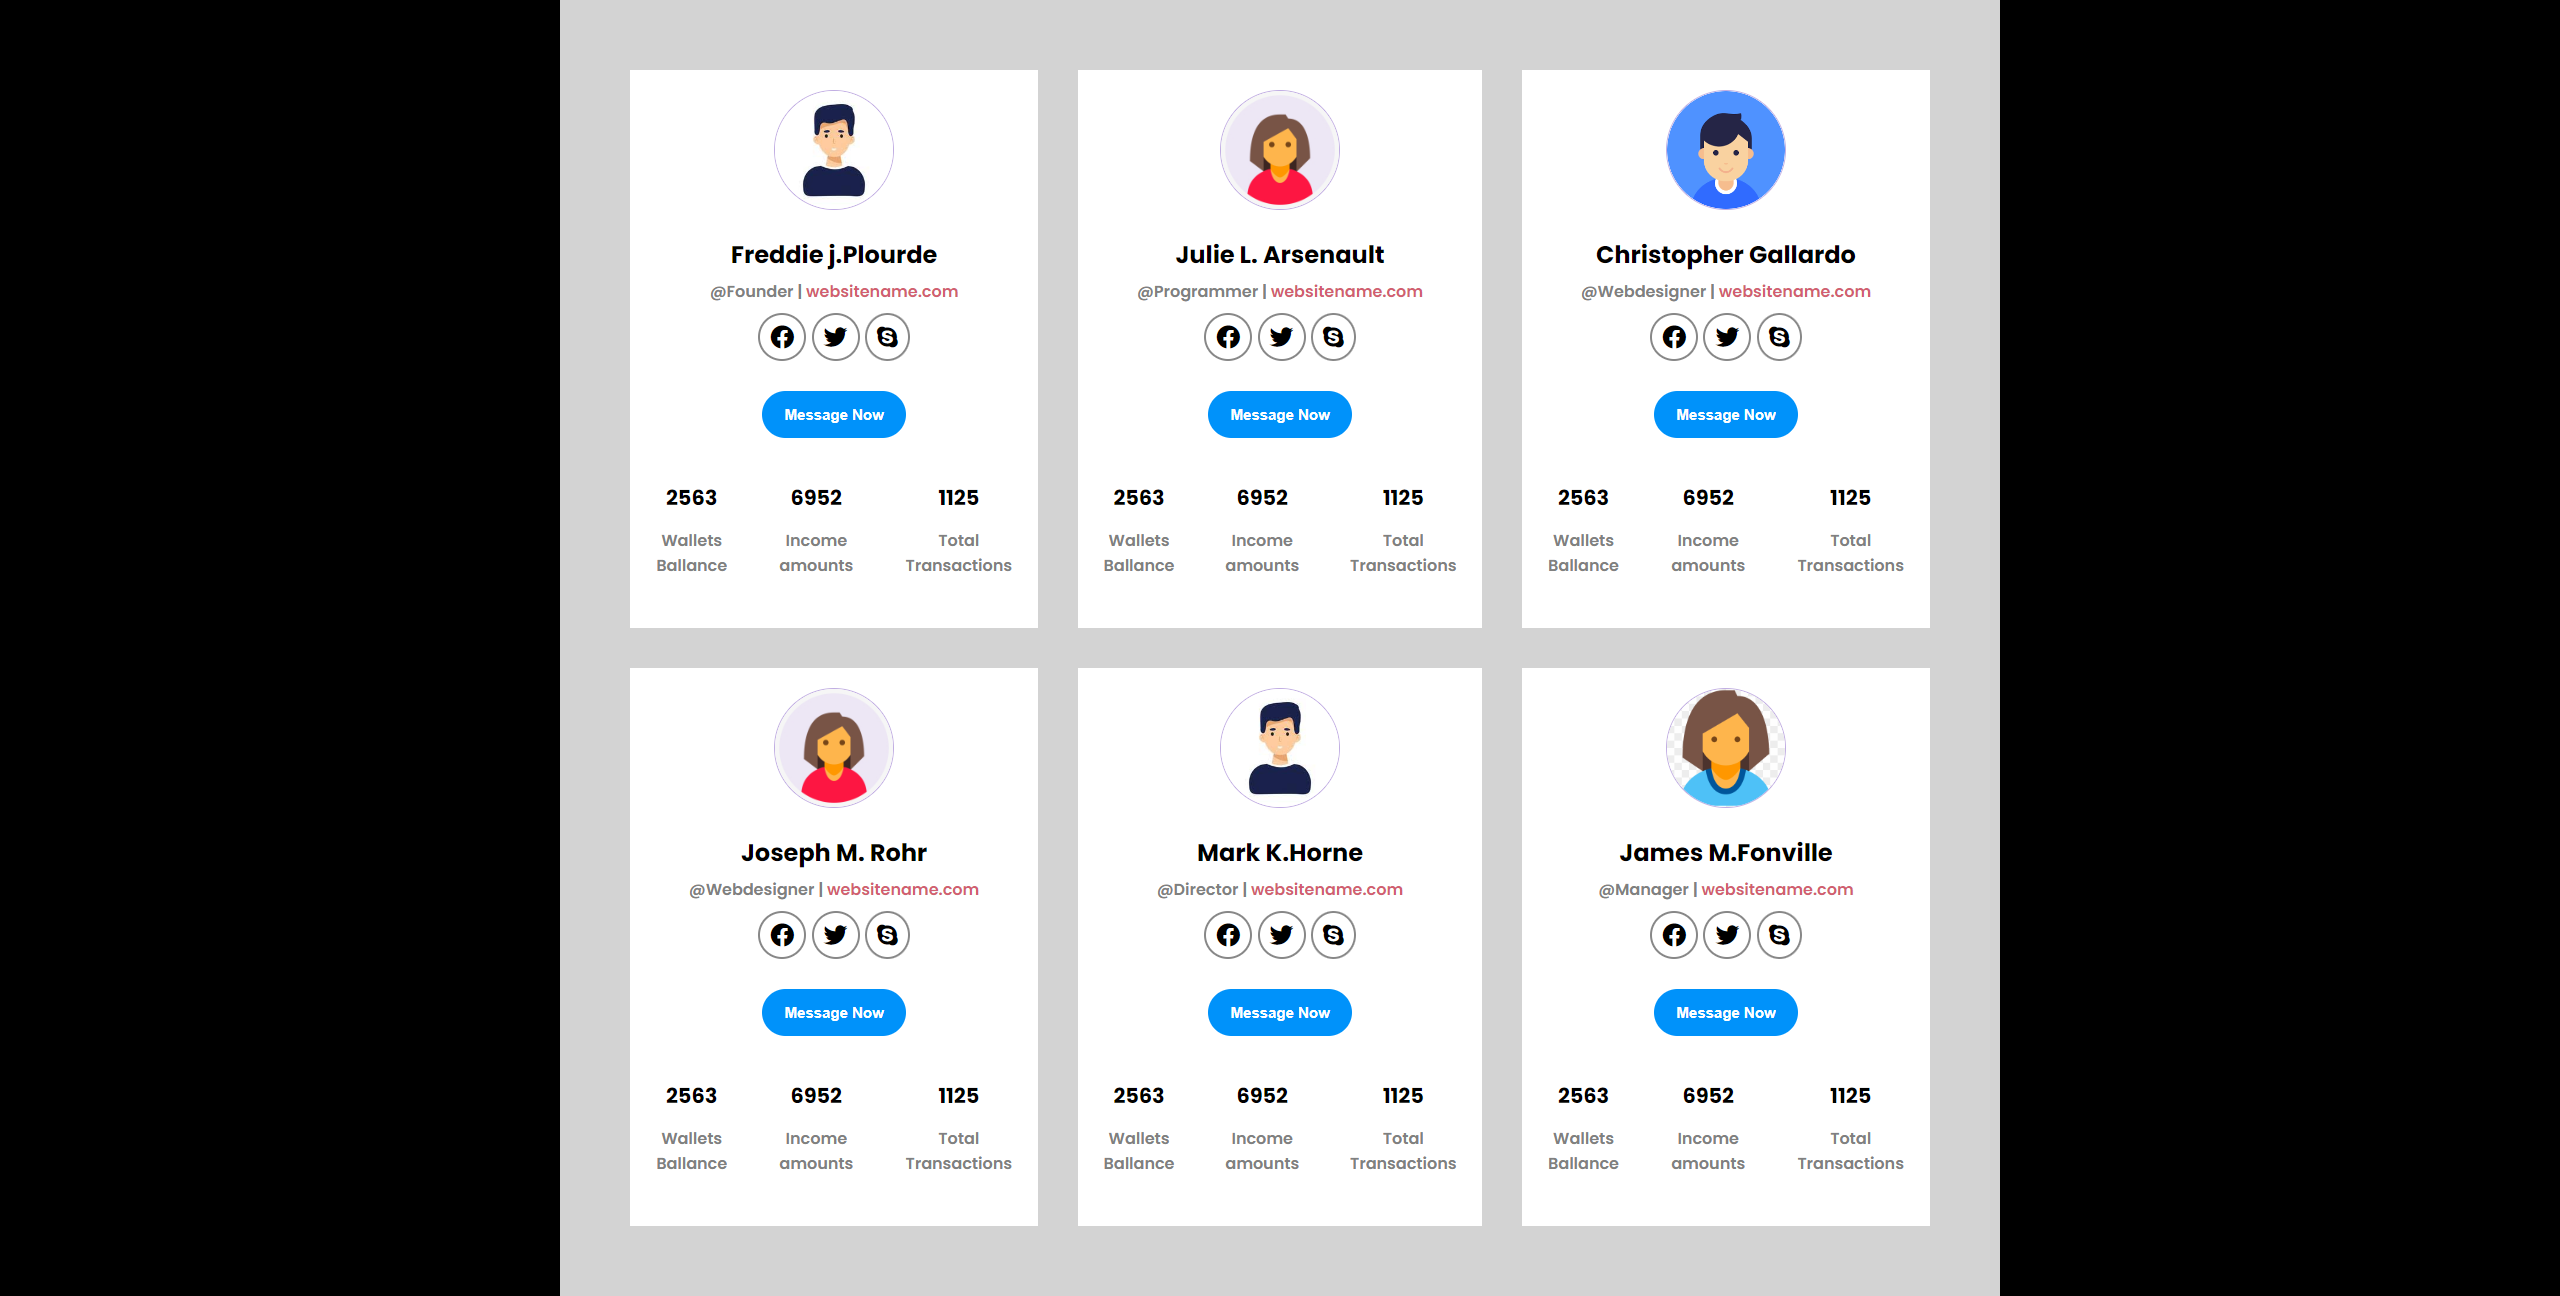 Freddie j.Plourde
@Founder | websitename.com
Message Now
2563 6952 1125
Wallets Income Total
Ballance amounts Transactions
Julie L. Arsenault
@Programmer | websitename.com
Message Now
2563 6952 1125
Wallets Income Total
Ballance amounts Transactions
Christopher Gallardo
@Webdesigner | websitename.com
Message Now
2563 6952 1125
Wallets Income Total
Ballance amounts Transactions
Joseph M. Rohr
@Webdesigner | websitename.com
Message Now
2563 6952 1125
Wallets Income Total
Ballance amounts Transactions
Mark K.Horne
@Director | websitename.com
Message Now
2563 6952 1125
Wallets Income Total
Ballance amounts Transactions
James M.Fonville
@Manager | websitename.com
Message Now
2563 6952 1125
Wallets Income Total
Ballance amounts Transactions